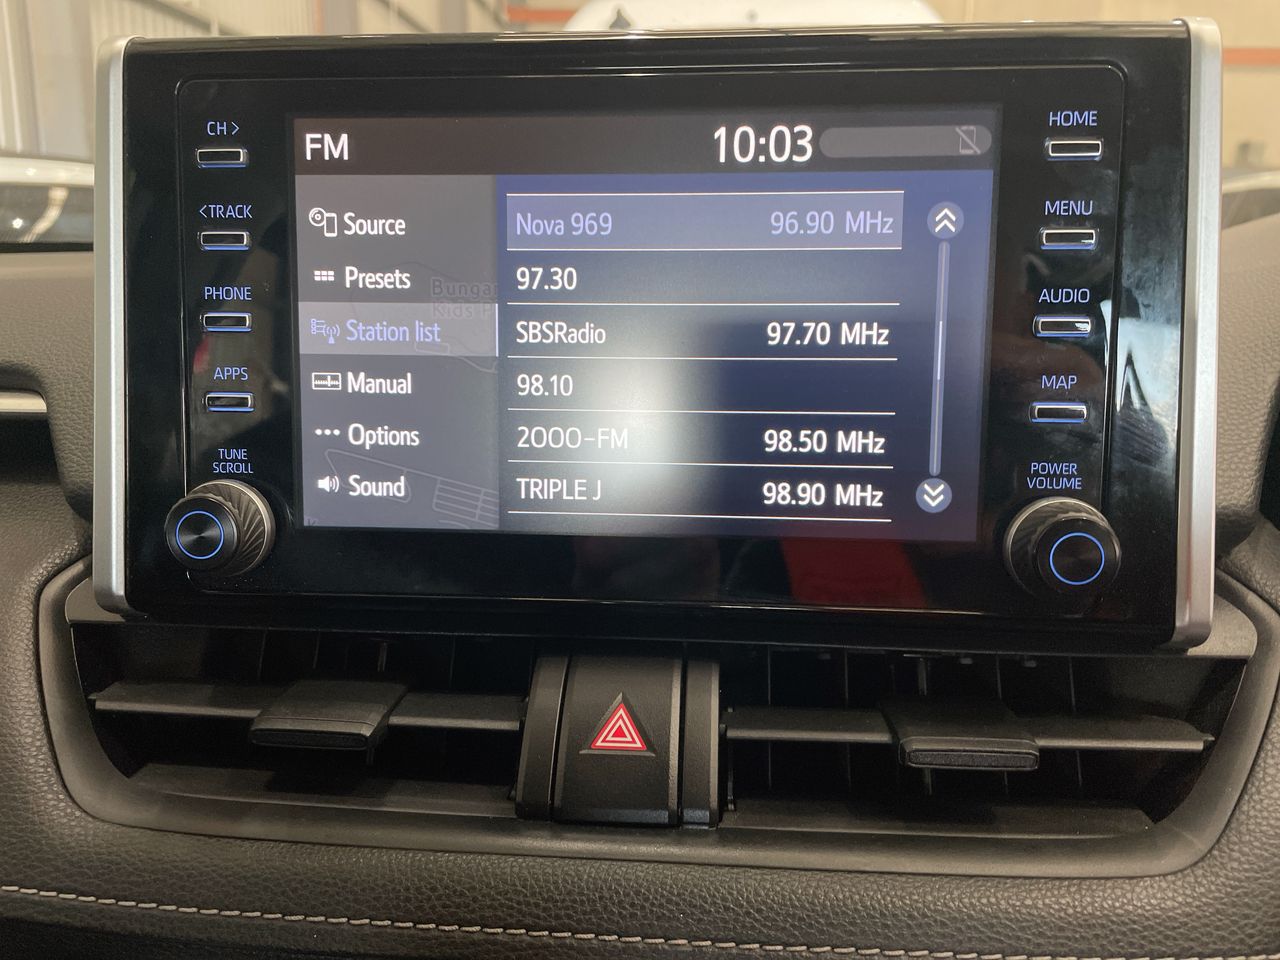 CH >
<TRACK
PHONE
APPS
TUNE
SCROLL
FM
10:03
Source
Presets
Station list
Manual
Options
Sound
Nova 969 96.90 MHz
97.30
SBSRadio 97.70 MHz
98.10
2000-FM 98.50 MHz
TRIPLE J 98.90 MHz
HOME
MENU
AUDIO
MAP
POWER
VOLUME